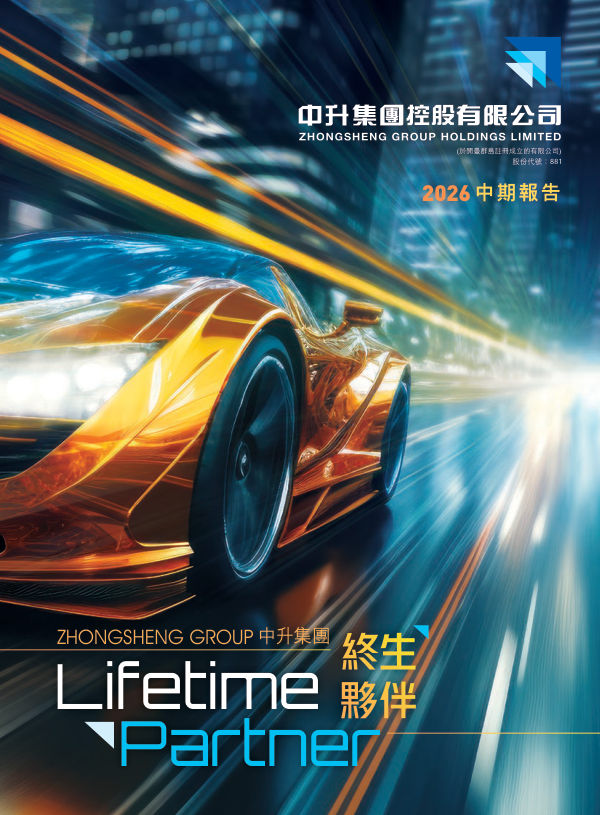 中升集團控股有限公司
ZHONGSHENG GROUP HOLDINGS LIMITED
(於開曼群島註冊成立的有限公司)
股份代號：881
2026 中期報告
ZHONGSHENG GROUP 中升集團
Lifetime
終生
夥伴
Partner